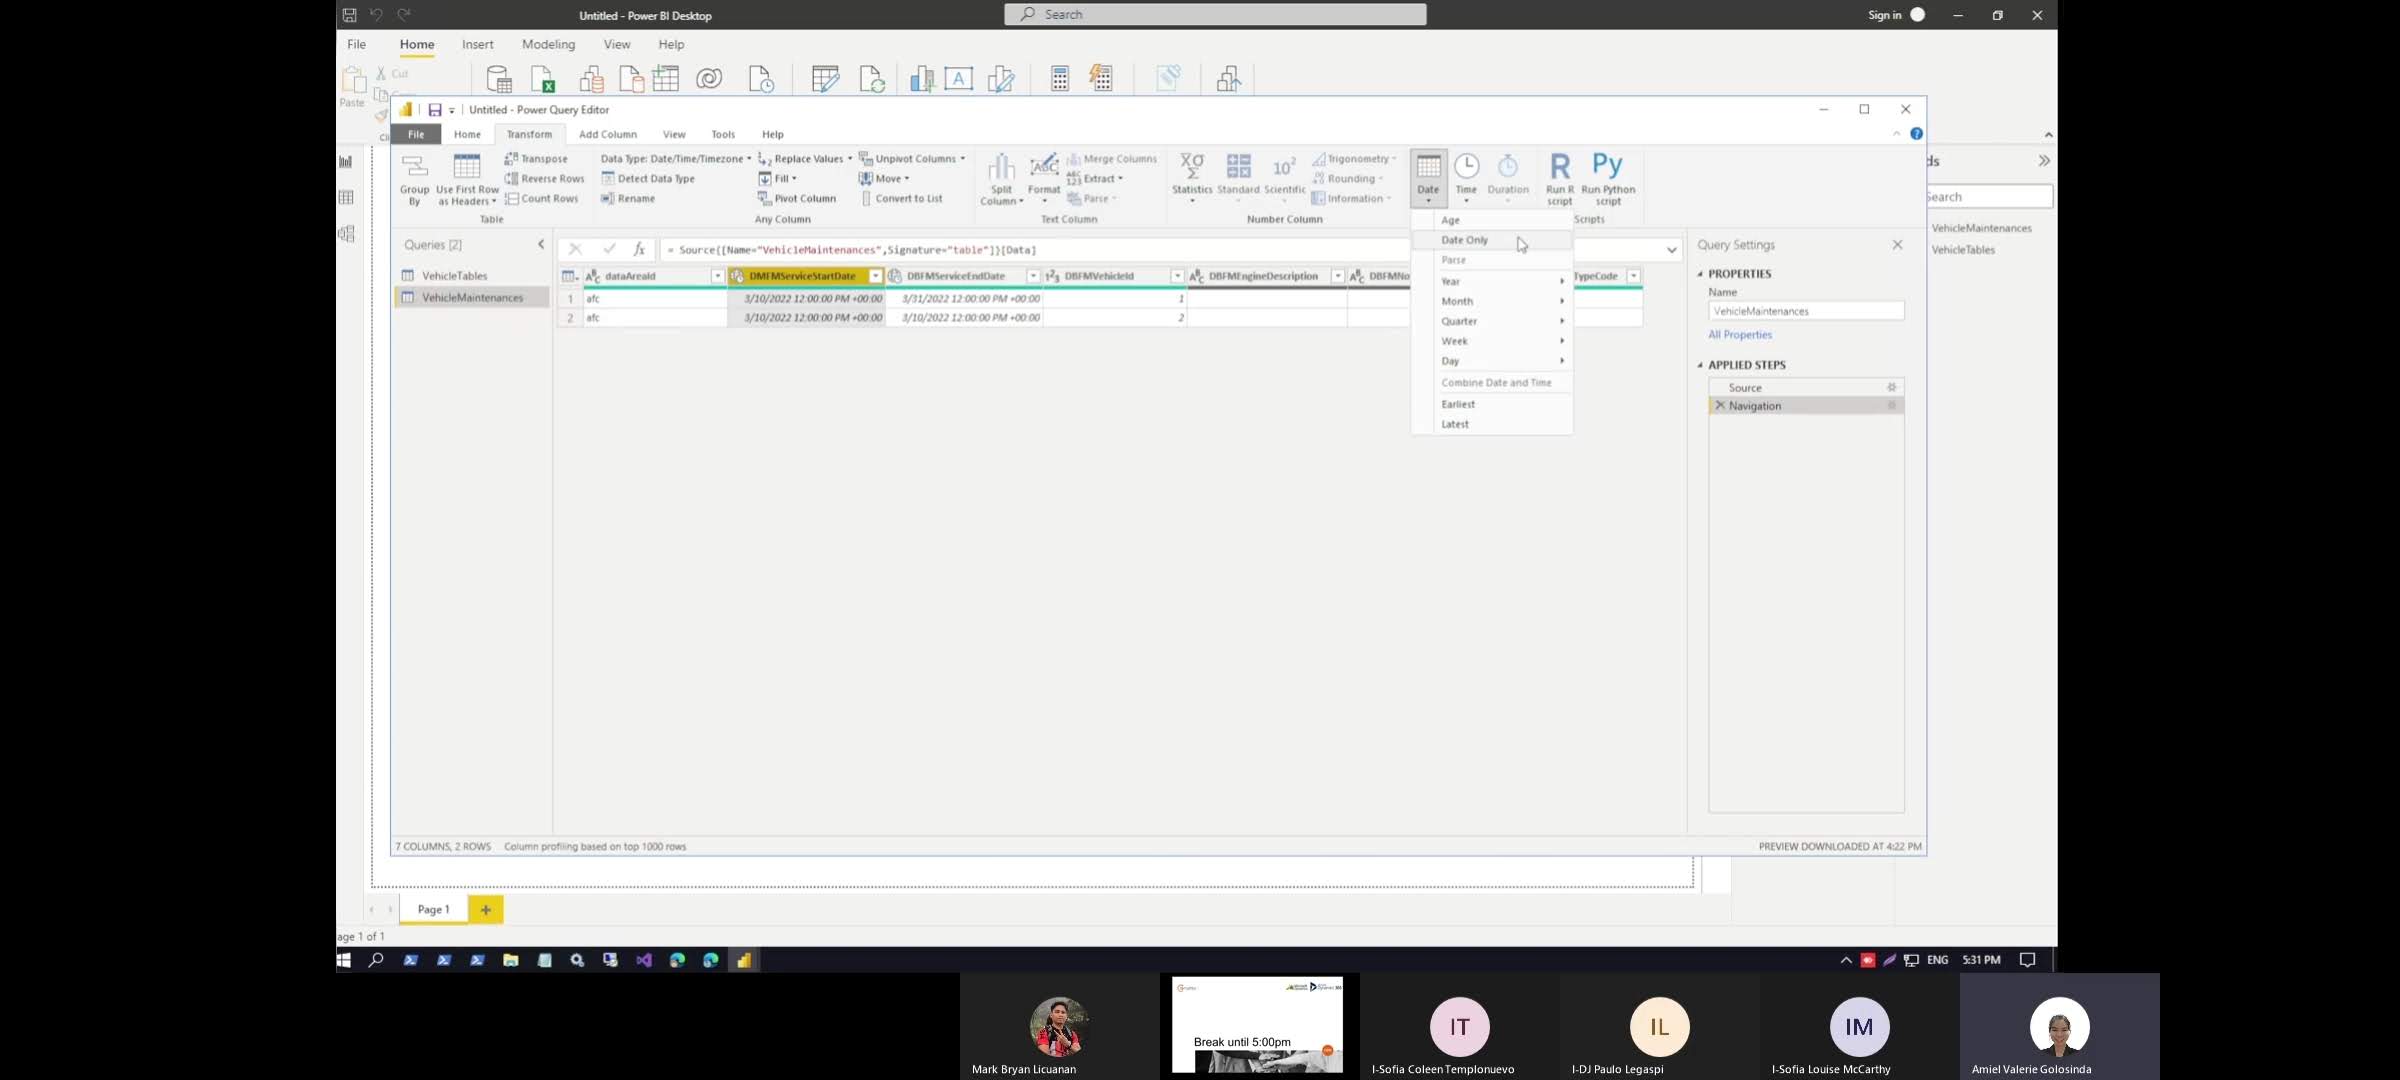 Untitled - Power BI Desktop
Search
Sign in
File
Home
Insert
Modeling
View
Help
Cut
Paste
Untitled - Power Query Editor
File
Home
Transform
Add Column
View
Tools
Help
Group By
Use First Row as Headers
Transpose
Reverse Rows
Count Rows
Table
Data Type: Date/Time/Timezone
Detect Data Type
Rename
Replace Values
Fill
Pivot Column
Unpivot Columns
Move
Convert to List
Any Column
Split Column
Format
Merge Columns
Extract
Parse
Text Column
Statistics
Standard
Scientific
Trigonometry
Rounding
Information
Number Column
Date
Time
Duration
Run R script
Run Python script
Scripts
Age
Date Only
Parse
Year
Month
Quarter
Week
Day
Combine Date and Time
Earliest
Latest
Queries [2]
VehicleTables
VehicleMaintenances
= Source{[Name="VehicleMaintenances",Signature="table"]}[Data]
dataAreaId
DMFMServiceStartDate
DBFMServiceEndDate
DBFMVehicleId
DBFMEngineDescription
DBFMNo
TypeCode
1 afc 3/10/2022 12:00:00 PM +00:00 3/31/2022 12:00:00 PM +00:00 1
2 afc 3/10/2022 12:00:00 PM +00:00 3/10/2022 12:00:00 PM +00:00 2
Query Settings
PROPERTIES
Name
VehicleMaintenances
All Properties
APPLIED STEPS
Source
Navigation
ds
Search
VehicleMaintenances
VehicleTables
7 COLUMNS, 2 ROWS
Column profiling based on top 1000 rows
PREVIEW DOWNLOADED AT 4:22 PM
Page 1
age 1 of 1
ENG
5:31 PM
Mark Bryan Licuanan
Break until 5:00pm
IT
I-Sofia Coleen Templonuevo
IL
I-DJ Paulo Legaspi
IM
I-Sofia Louise McCarthy
Amiel Valerie Golosinda